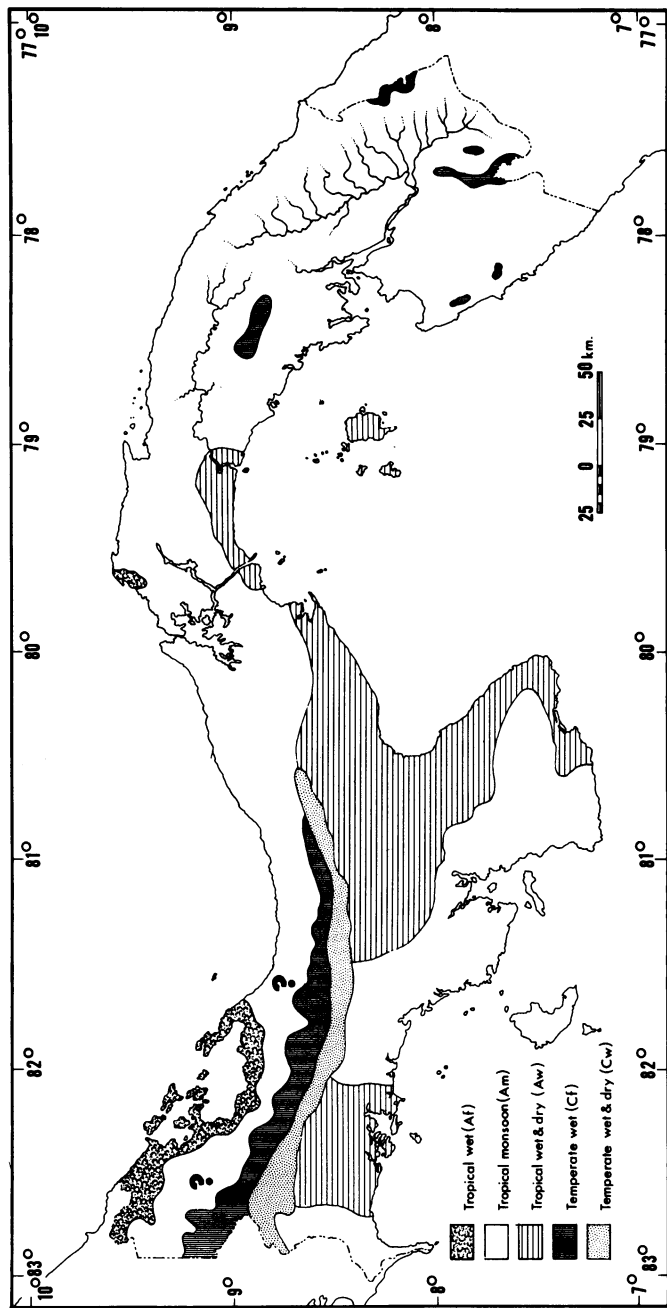 10° 83° 82° 81° 80° 79° 78° 77° 10°
9° 9°
?
?
8° 8°
Tropical wet (Af)
Tropical monsoon (Am)
Tropical wet & dry (Aw)
Temperate wet (Cf)
Temperate wet & dry (Cw)
25 0 25 50 km.
7° 83° 82° 81° 80° 79° 78° 7° 77°